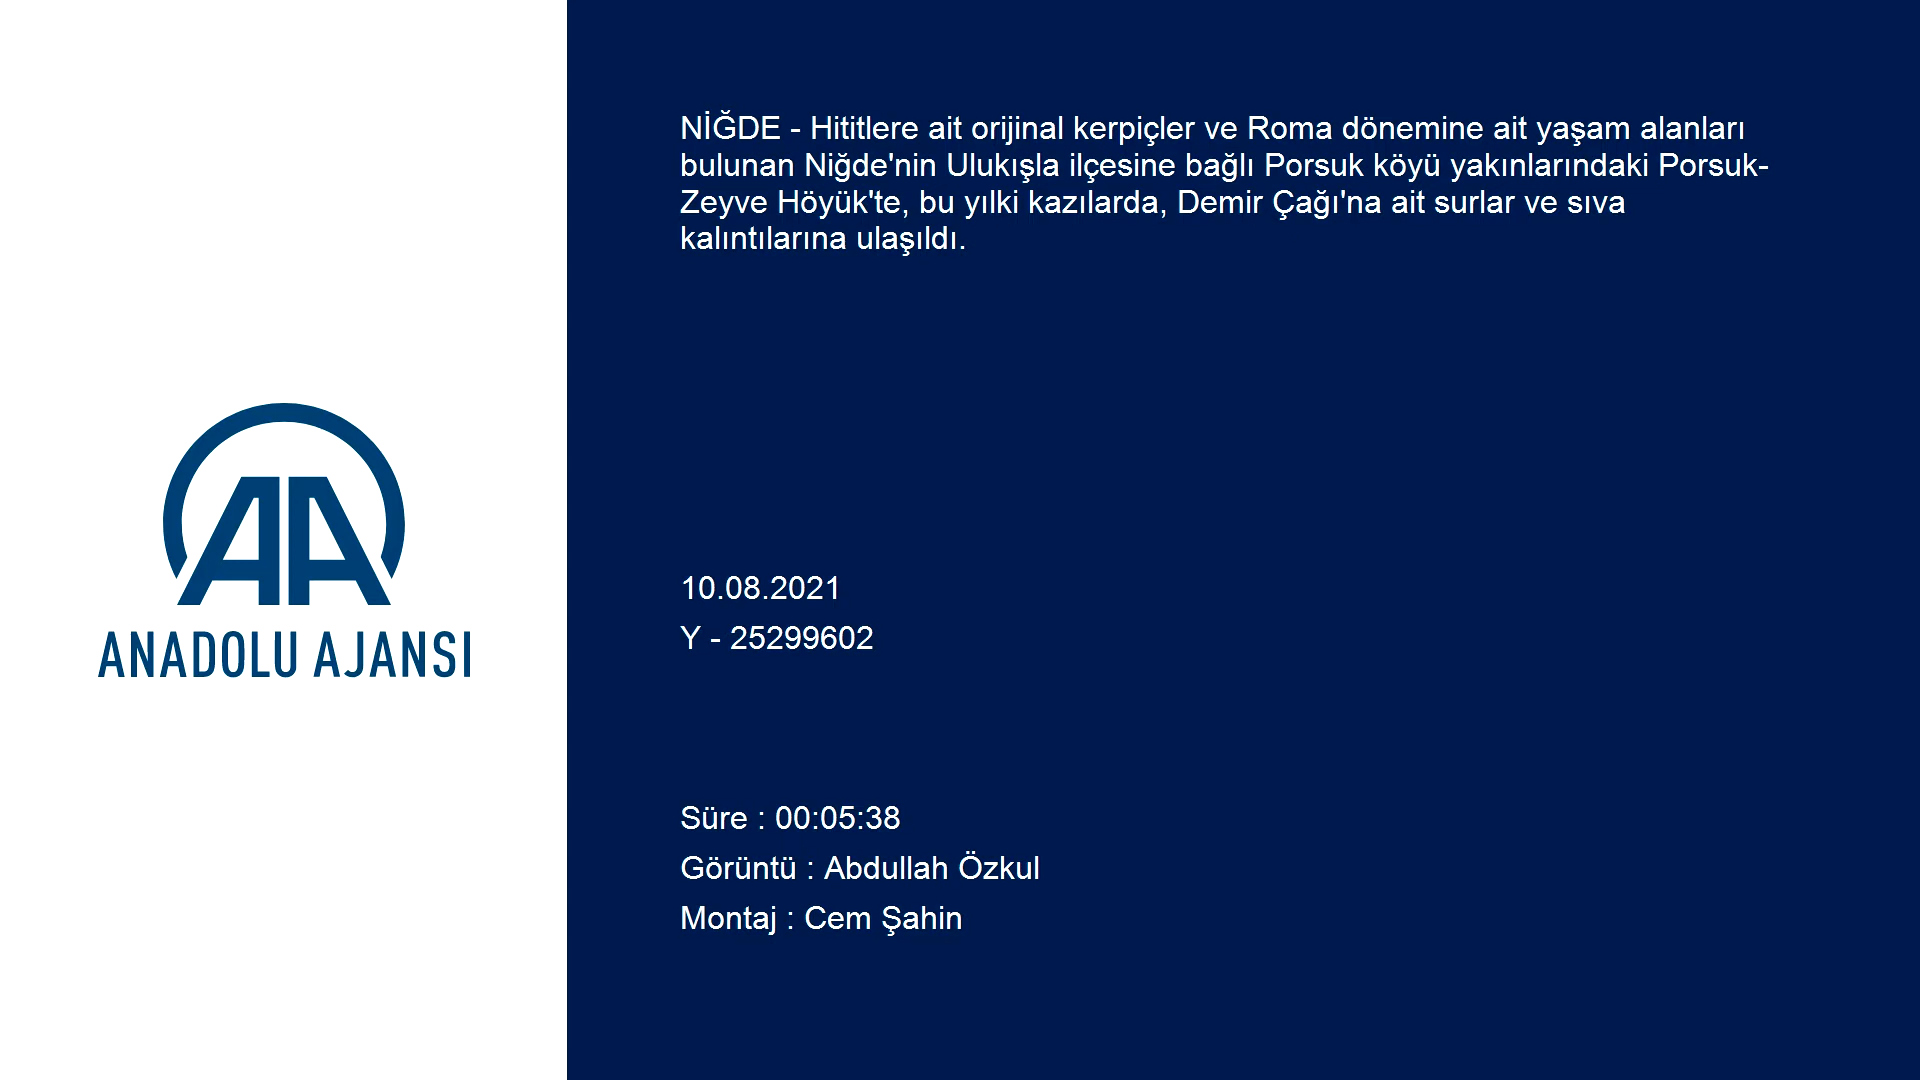 NİĞDE - Hititlere ait orijinal kerpiçler ve Roma dönemine ait yaşam alanları
bulunan Niğde'nin Ulukışla ilçesine bağlı Porsuk köyü yakınlarındaki Porsuk-
Zeyve Höyük'te, bu yılki kazılarda, Demir Çağı'na ait surlar ve sıva
kalıntılarına ulaşıldı.
AA
ANADOLU AJANSI
10.08.2021
Y - 25299602
Süre : 00:05:38
Görüntü : Abdullah Özkul
Montaj : Cem Şahin